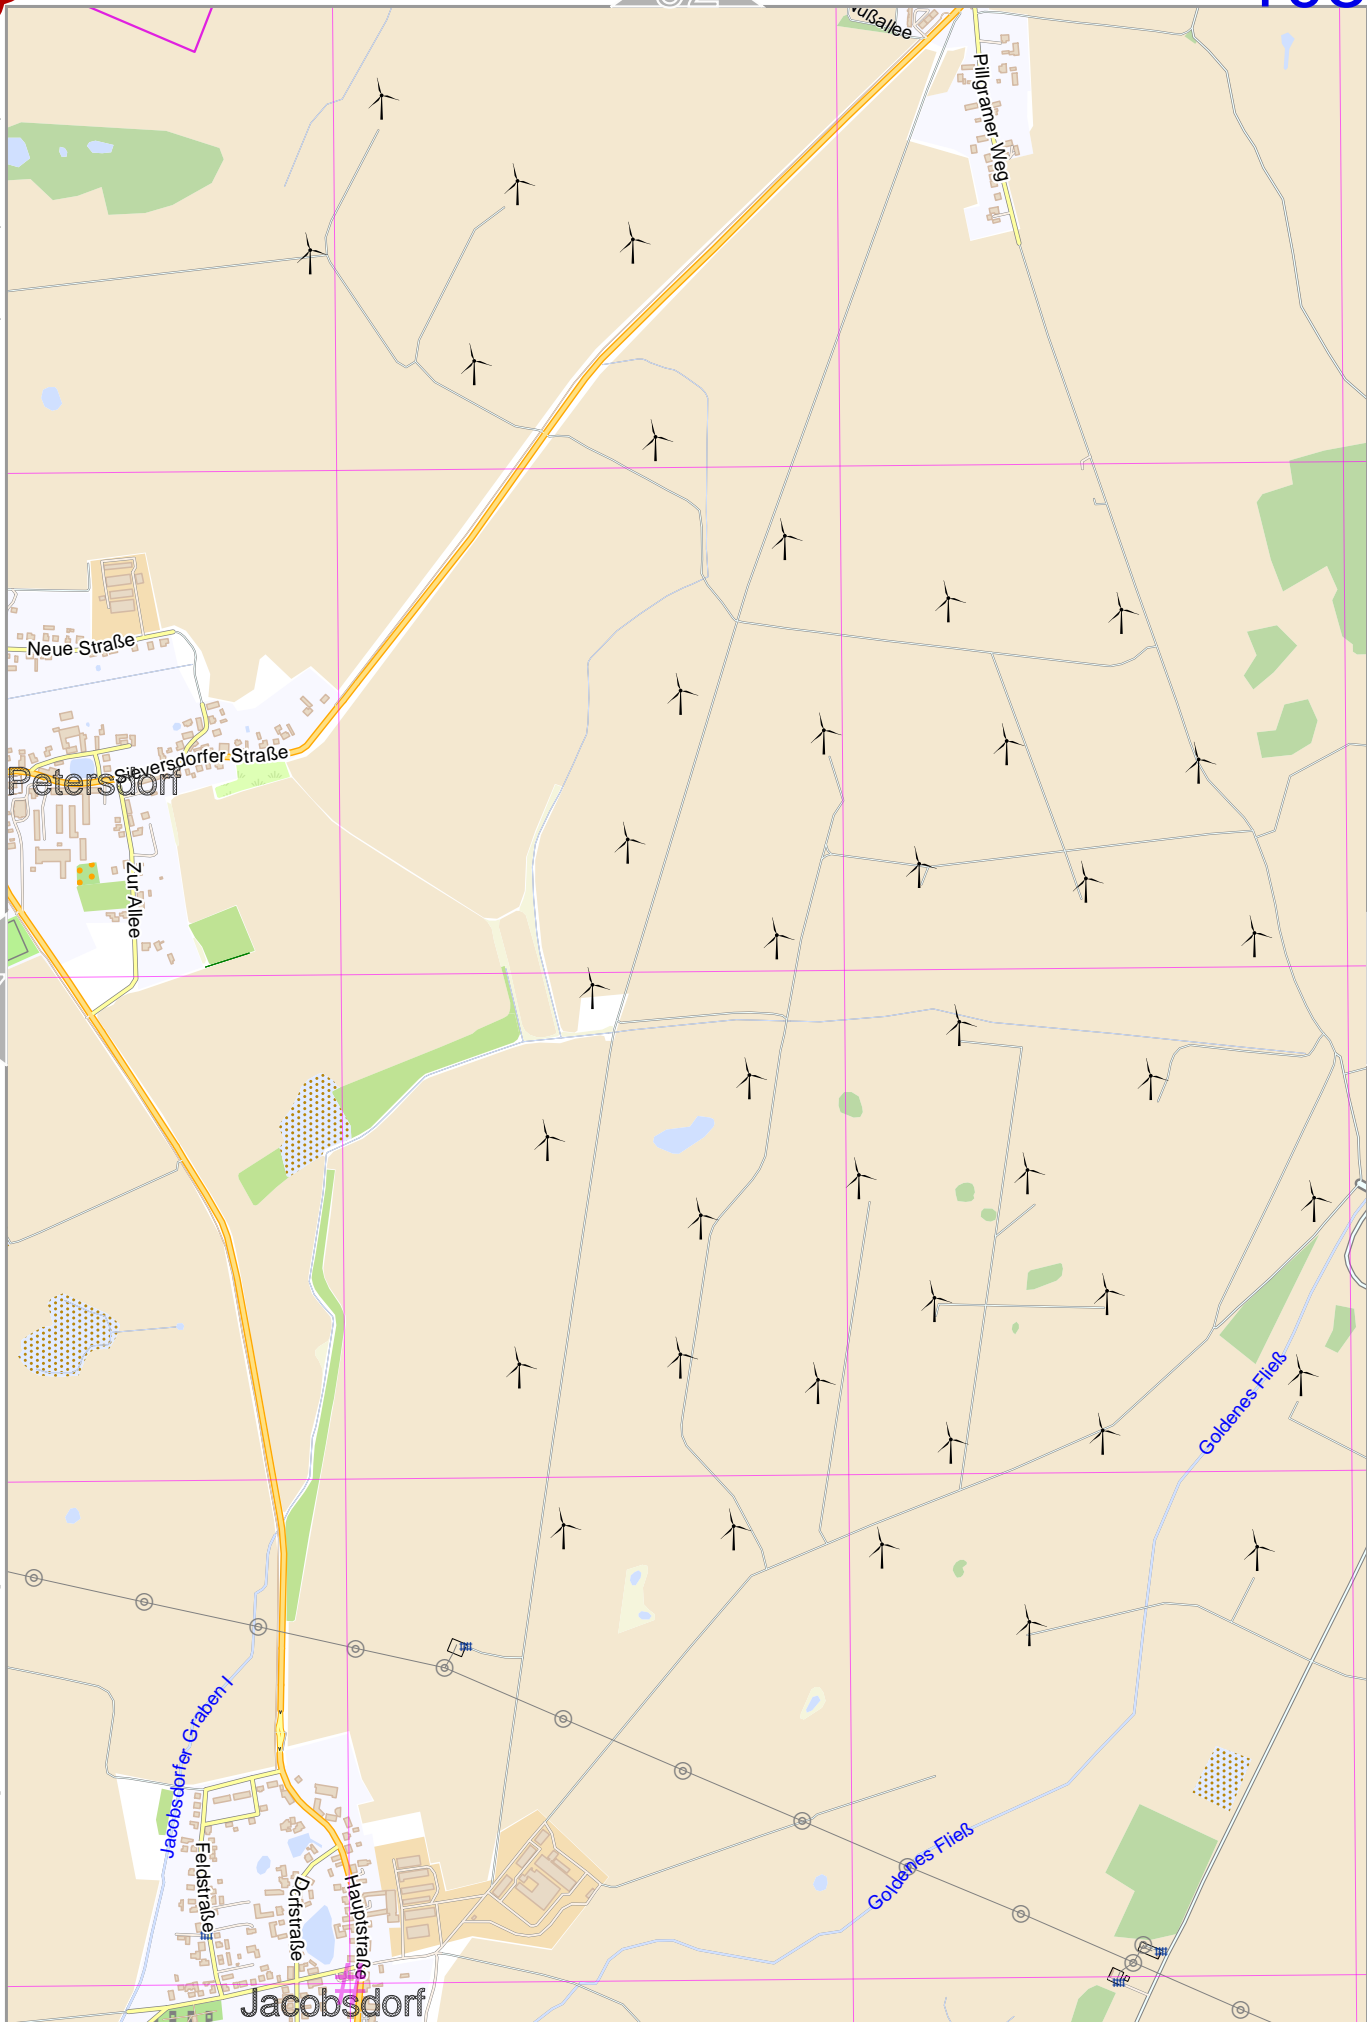 Pillgramer Weg
Neue Straße
Sieversdorfer Straße
Petersdorf
Zur Allee
Goldenes Fließ
Jacobsdorfer Graben I
Goldenes Fließ
Feldstraße
Dorfstraße
Hauptstraße
Jacobsdorf